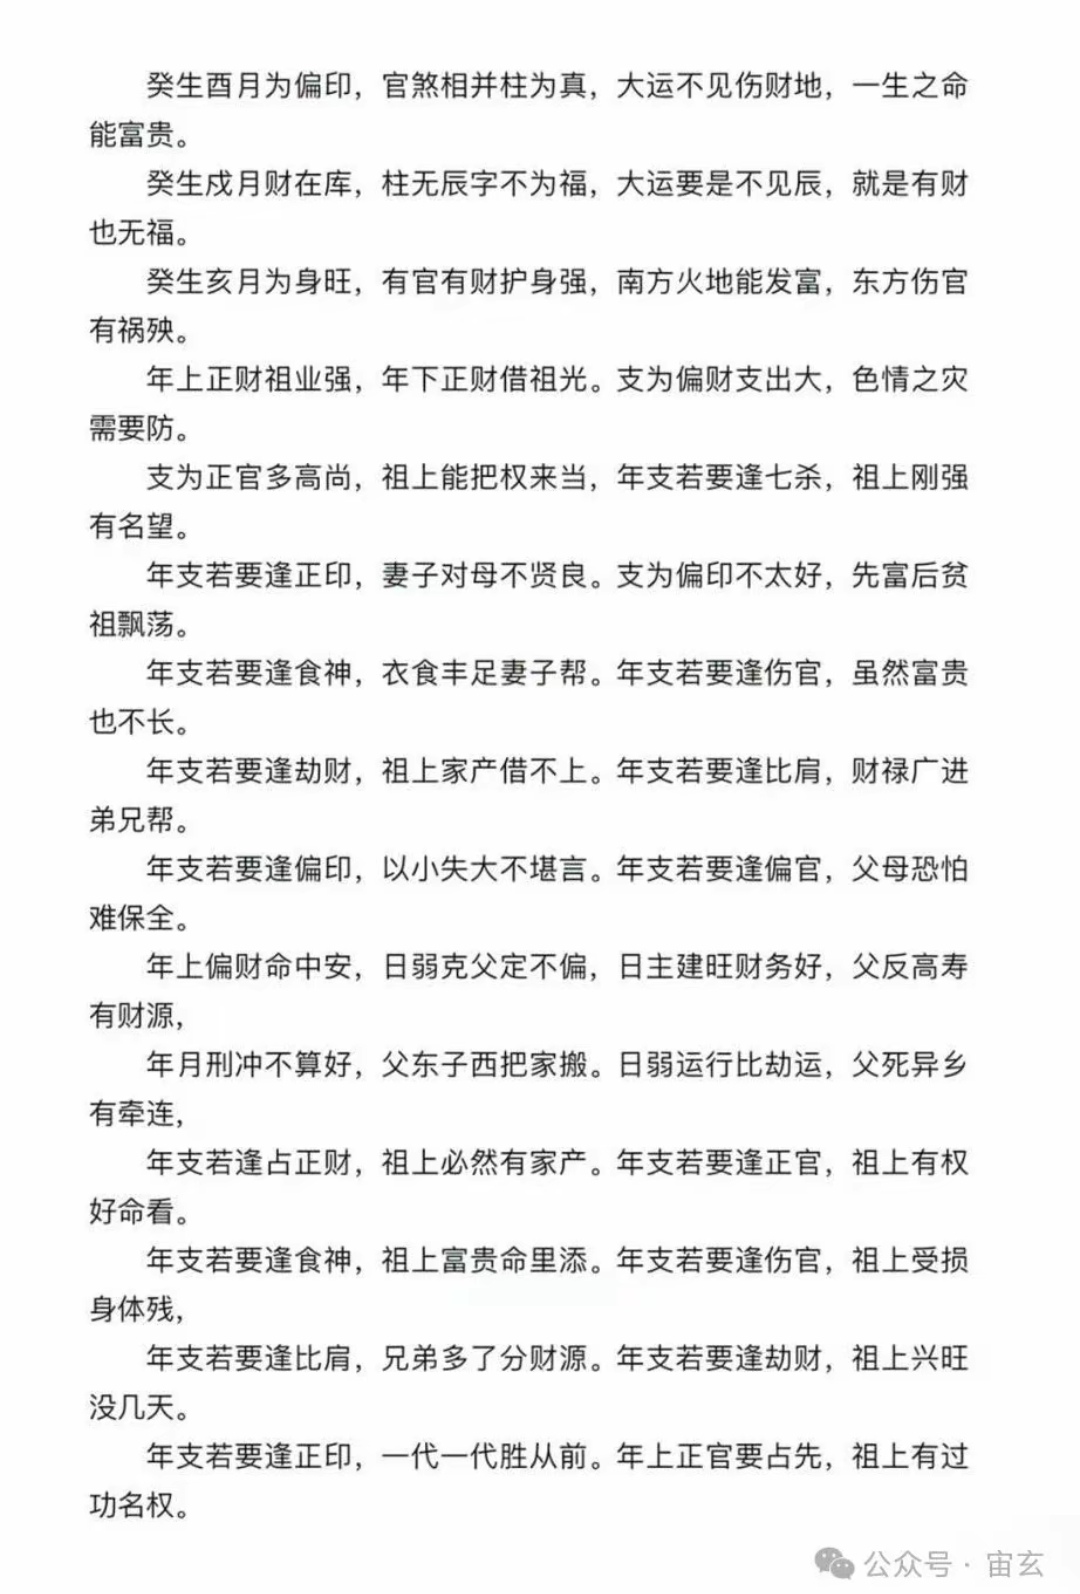 癸生酉月为偏印，官煞相并柱为真，大运不见伤财地，一生之命
能富贵。
癸生戍月财在库，柱无辰字不为福，大运要是不见辰，就是有财
也无福。
癸生亥月为身旺，有官有财护身强，南方火地能发富，东方伤官
有祸殃。
年上正财祖业强，年下正财借祖光。支为偏财支出大，色情之灾
需要防。
支为正官多高尚，祖上能把权来当，年支若要逢七杀，祖上刚强
有名望。
年支若要逢正印，妻子对母不贤良。支为偏印不太好，先富后贫
祖飘荡。
年支若要逢食神，衣食丰足妻子帮。年支若要逢伤官，虽然富贵
也不长。
年支若要逢劫财，祖上家产借不上。年支若要逢比肩，财禄广进
弟兄帮。
年支若要逢偏印，以小失大不堪言。年支若要逢偏官，父母恐怕
难保全。
年上偏财命中安，日弱克父定不偏，日主建旺财务好，父反高寿
有财源，
年月刑冲不算好，父东子西把家搬。日弱运行比劫运，父死异乡
有牵连，
年支若逢占正财，祖上必然有家产。年支若要逢正官，祖上有权
好命看。
年支若要逢食神，祖上富贵命里添。年支若要逢伤官，祖上受损
身体残，
年支若要逢比肩，兄弟多了分财源。年支若要逢劫财，祖上兴旺
没几天。
年支若要逢正印，一代一代胜从前。年上正官要占先，祖上有过
功名权。
公众号·宙玄